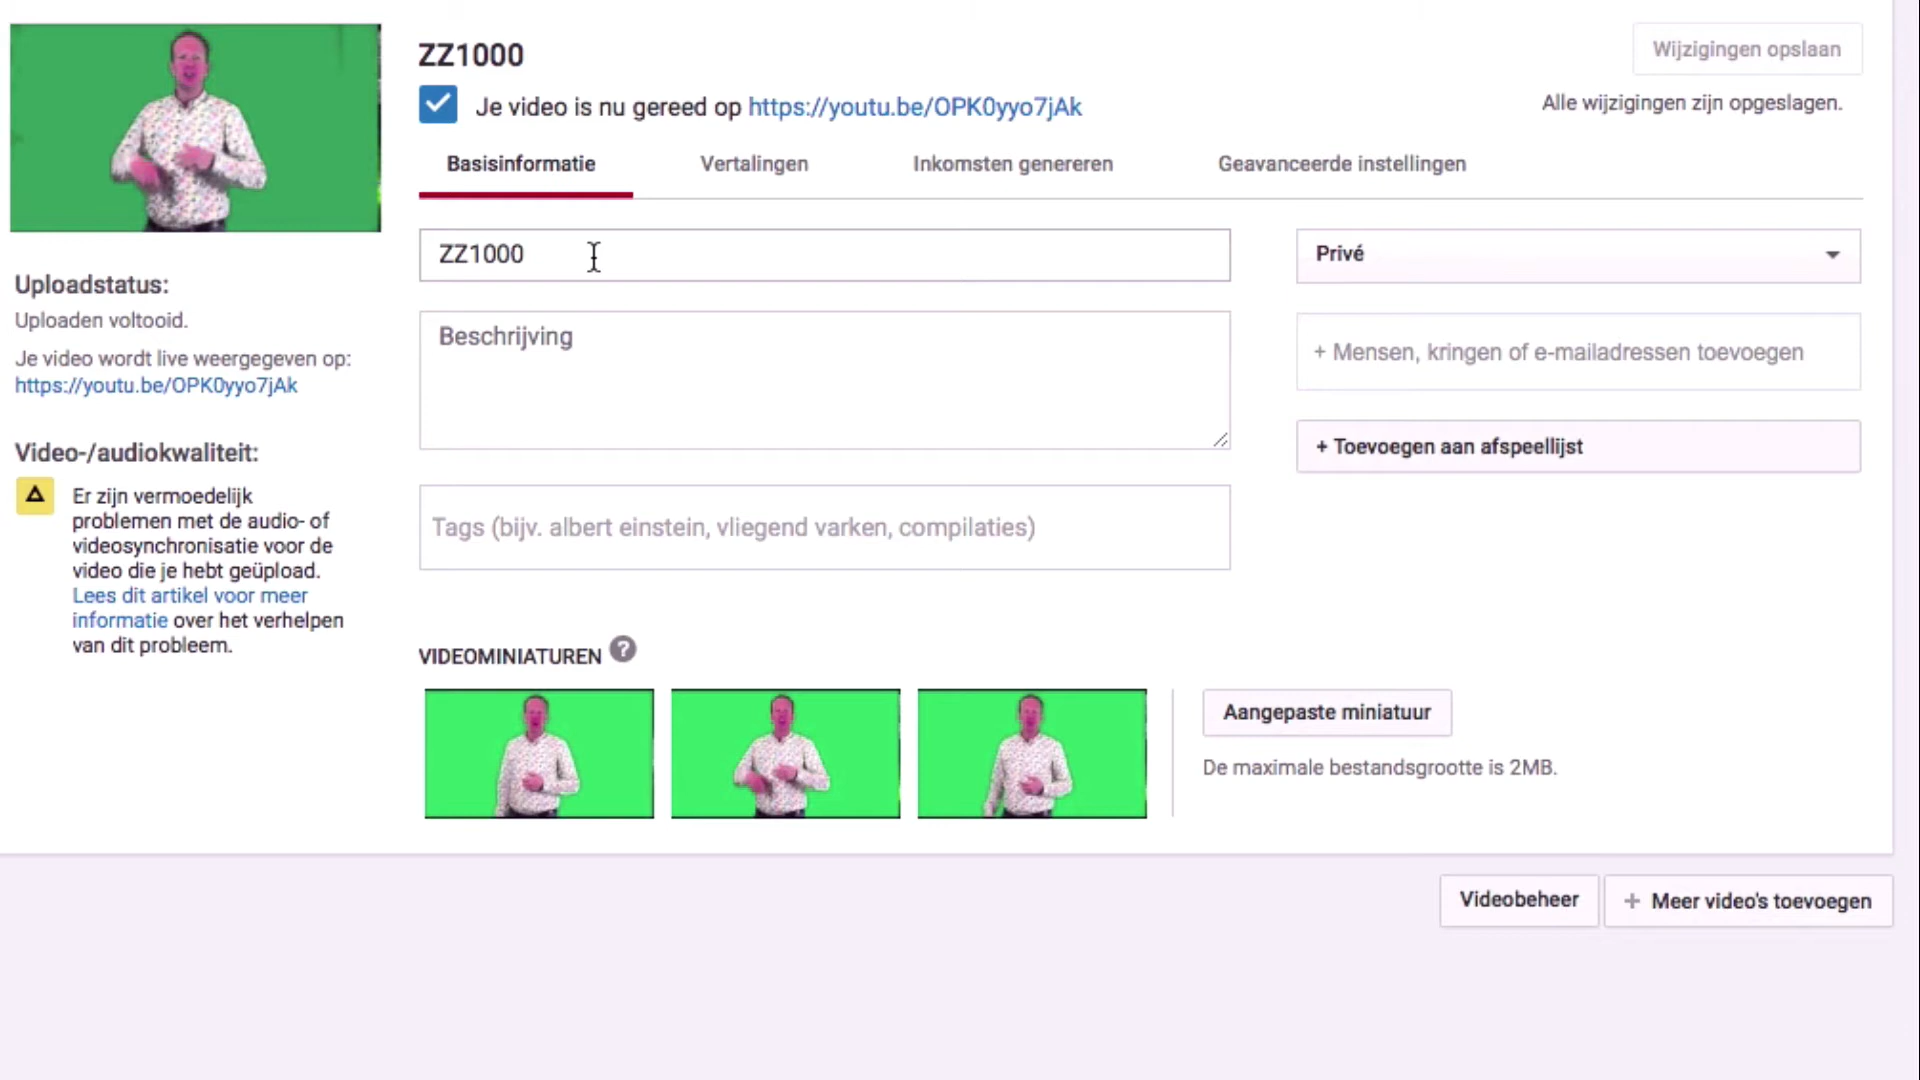 ZZ1000
Wijzigingen opslaan
Je video is nu gereed op https://youtu.be/OPK0yyo7jAk
Alle wijzigingen zijn opgeslagen.
Basisinformatie
Vertalingen
Inkomsten genereren
Geavanceerde instellingen
ZZ1000
Privé
Beschrijving
+ Mensen, kringen of e-mailadressen toevoegen
+ Toevoegen aan afspeellijst
Tags (bijv. albert einstein, vliegend varken, compilaties)
Uploadstatus:
Uploaden voltooid.
Je video wordt live weergegeven op:
https://youtu.be/OPK0yyo7jAk
Video-/audiokwaliteit:
Er zijn vermoedelijk
problemen met de audio- of
videosynchronisatie voor de
video die je hebt geüpload.
Lees dit artikel voor meer
informatie over het verhelpen
van dit probleem.
VIDEOMINIATUREN ?
Aangepaste miniatuur
De maximale bestandsgrootte is 2MB.
Videobeheer
+ Meer video's toevoegen